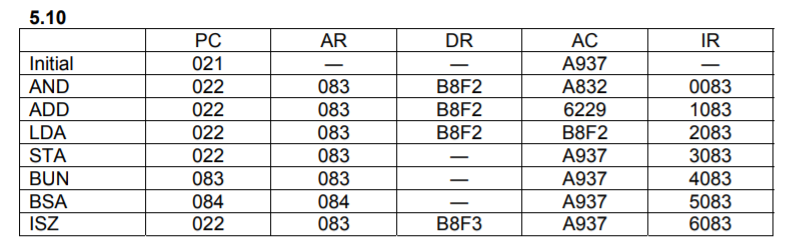 5.10
PC AR DR AC IR
Initial 021 — — A937 —
AND 022 083 B8F2 A832 0083
ADD 022 083 B8F2 6229 1083
LDA 022 083 B8F2 B8F2 2083
STA 022 083 — A937 3083
BUN 083 083 — A937 4083
BSA 084 084 — A937 5083
ISZ 022 083 B8F3 A937 6083